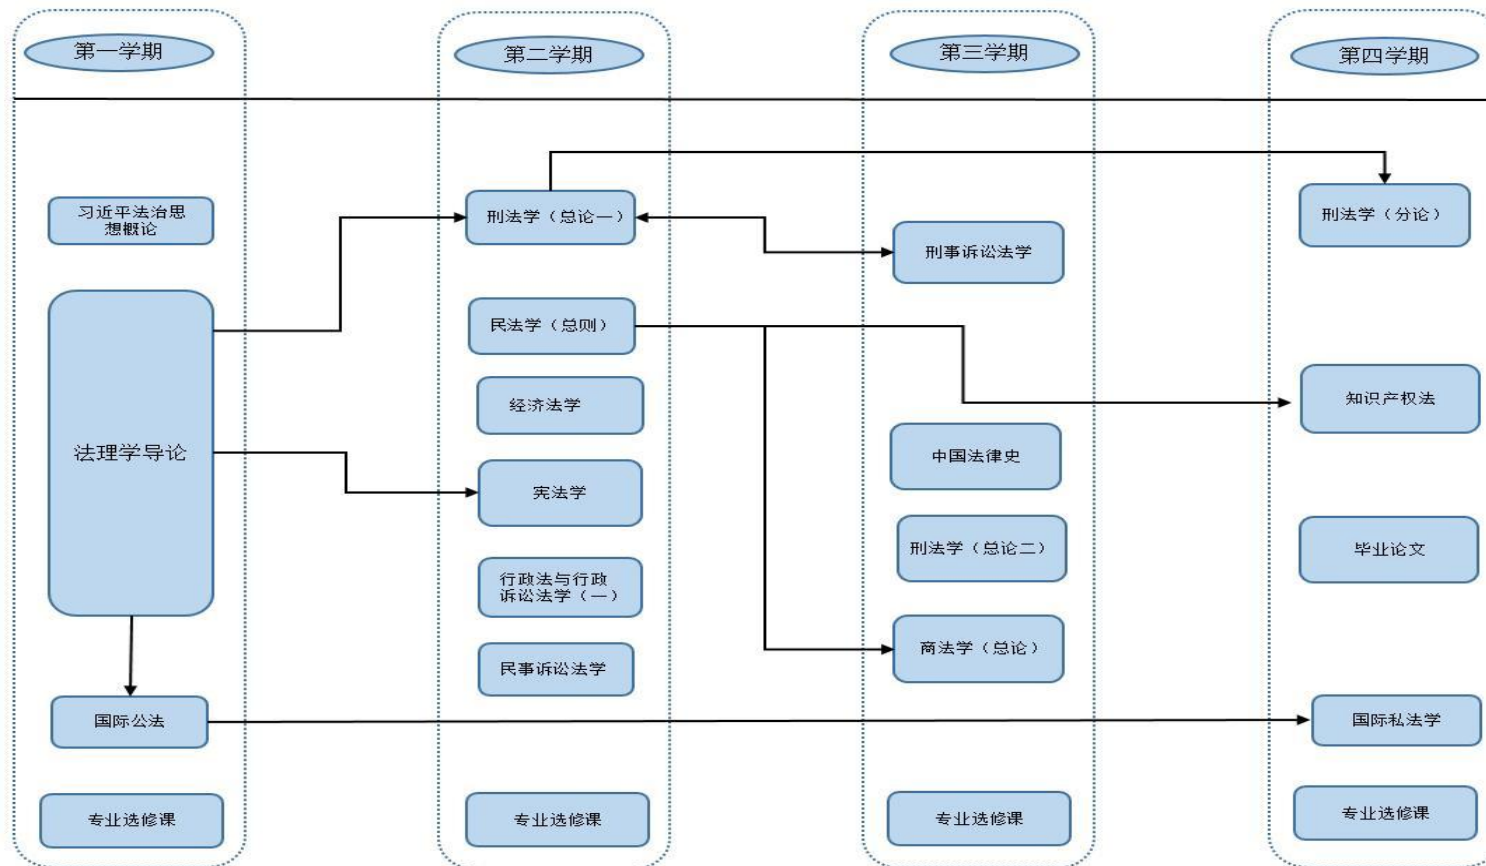 第一学期
第二学期
第三学期
第四学期
习近平法治思
想概论
法理学导论
国际公法
专业选修课
刑法学（总论一）
民法学（总则）
经济法学
宪法学
行政法与行政
诉讼法学（一）
民事诉讼法学
专业选修课
刑事诉讼法学
中国法律史
刑法学（总论二）
商法学（总论）
专业选修课
刑法学（分论）
知识产权法
毕业论文
国际私法学
专业选修课